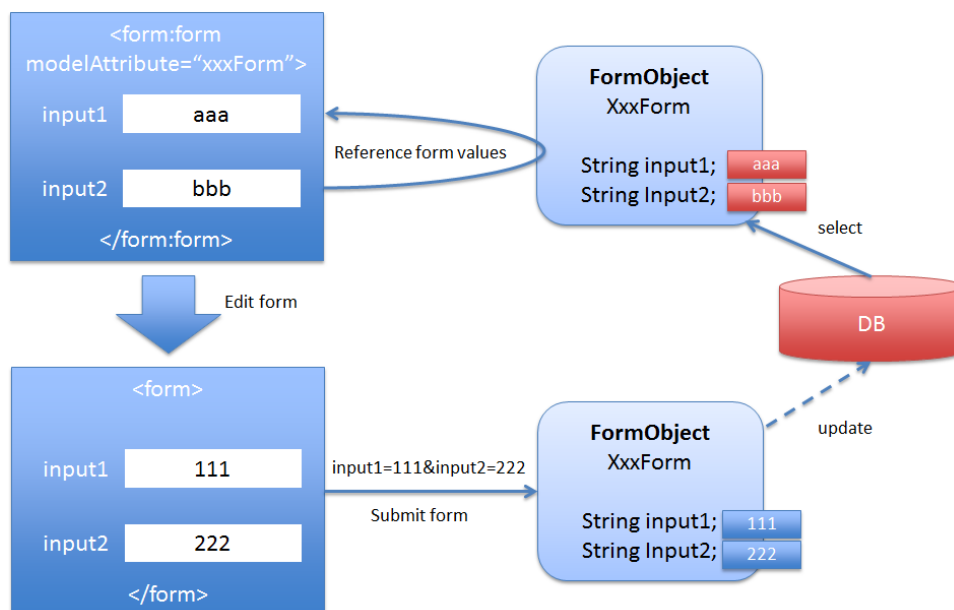 <form:form
modelAttribute=“xxxForm”>
input1
aaa
input2
bbb
</form:form>
Reference form values
FormObject
XxxForm
String input1;
aaa
String Input2;
bbb
select
DB
Edit form
<form>
input1
111
input2
222
</form>
input1=111&input2=222
Submit form
FormObject
XxxForm
String input1;
111
String Input2;
222
update